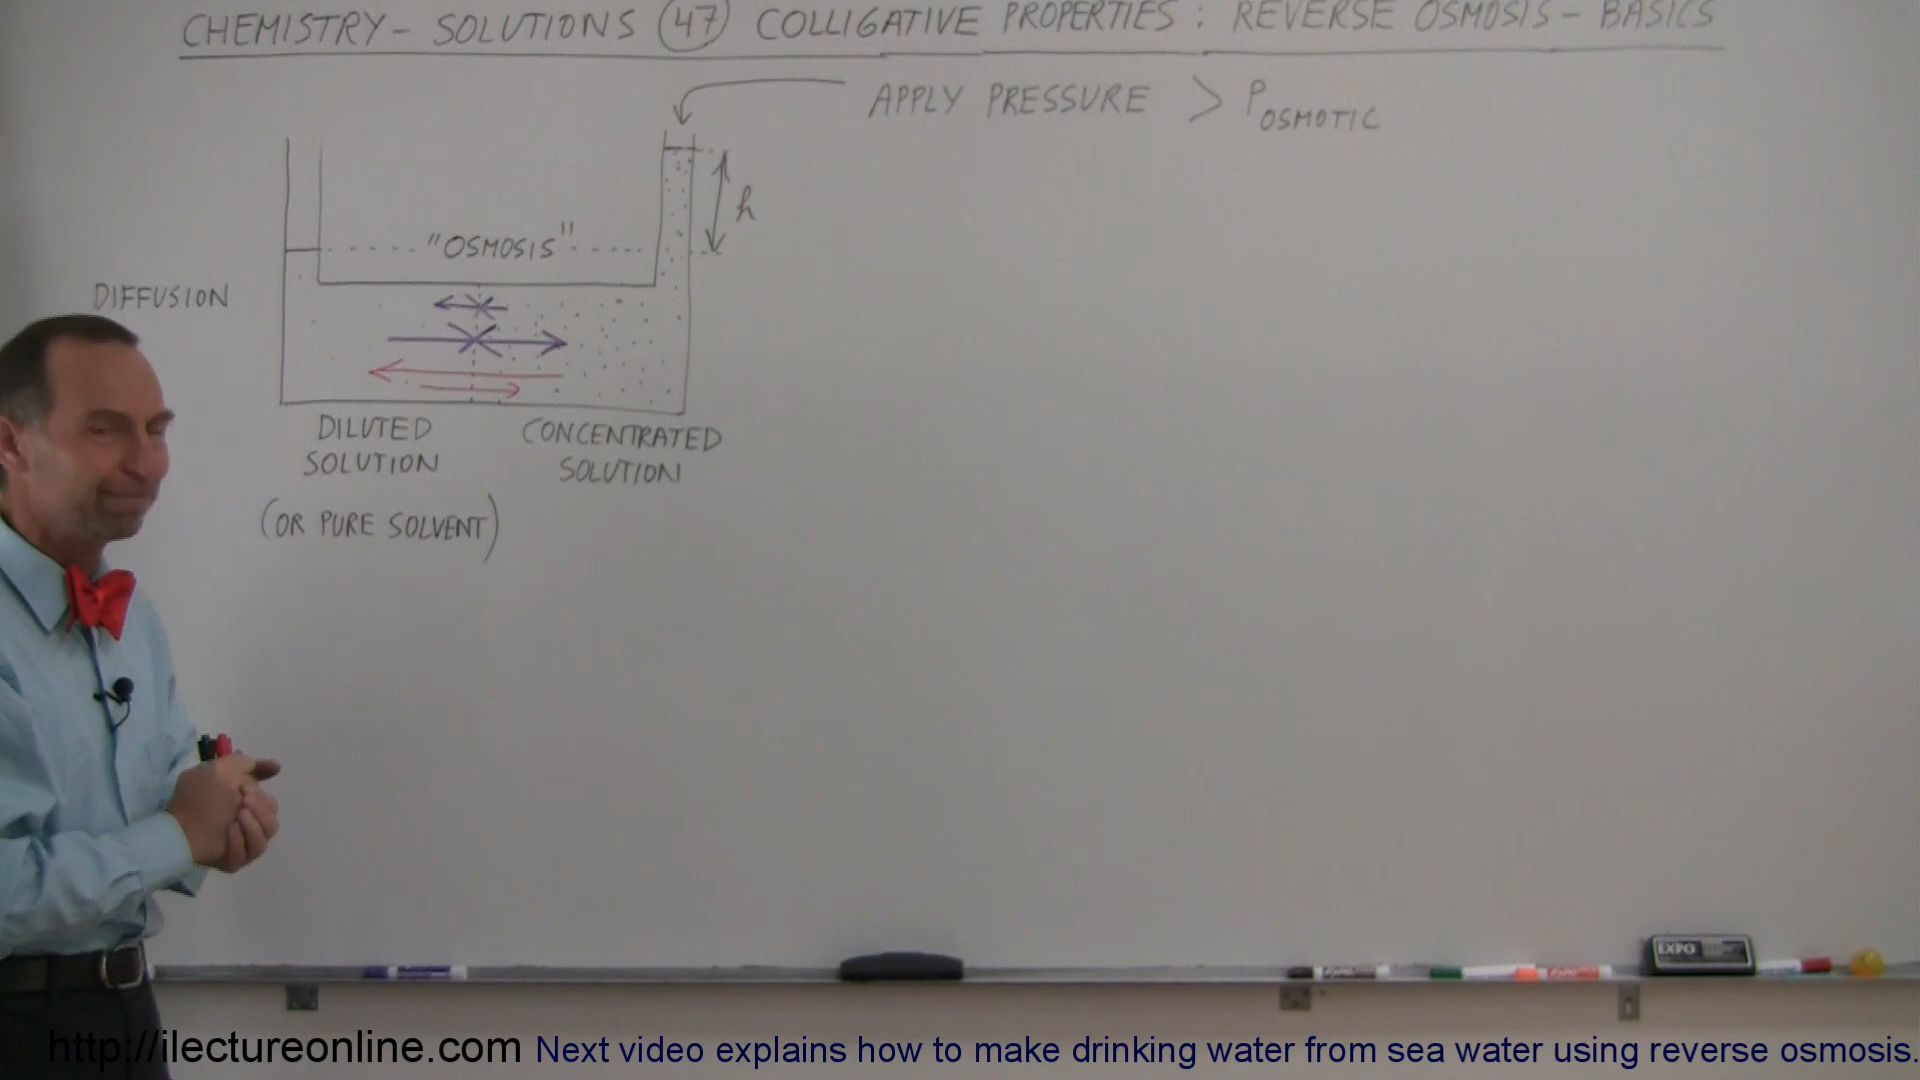 CHEMISTRY - SOLUTIONS 47 COLLIGATIVE PROPERTIES : REVERSE OSMOSIS - BASICS
APPLY PRESSURE > P OSMOTIC
h
"OSMOSIS"
DIFFUSION
DILUTED
SOLUTION
CONCENTRATED
SOLUTION
(OR PURE SOLVENT)
EXPO
http://ilectureonline.com Next video explains how to make drinking water from sea water using reverse osmosis.